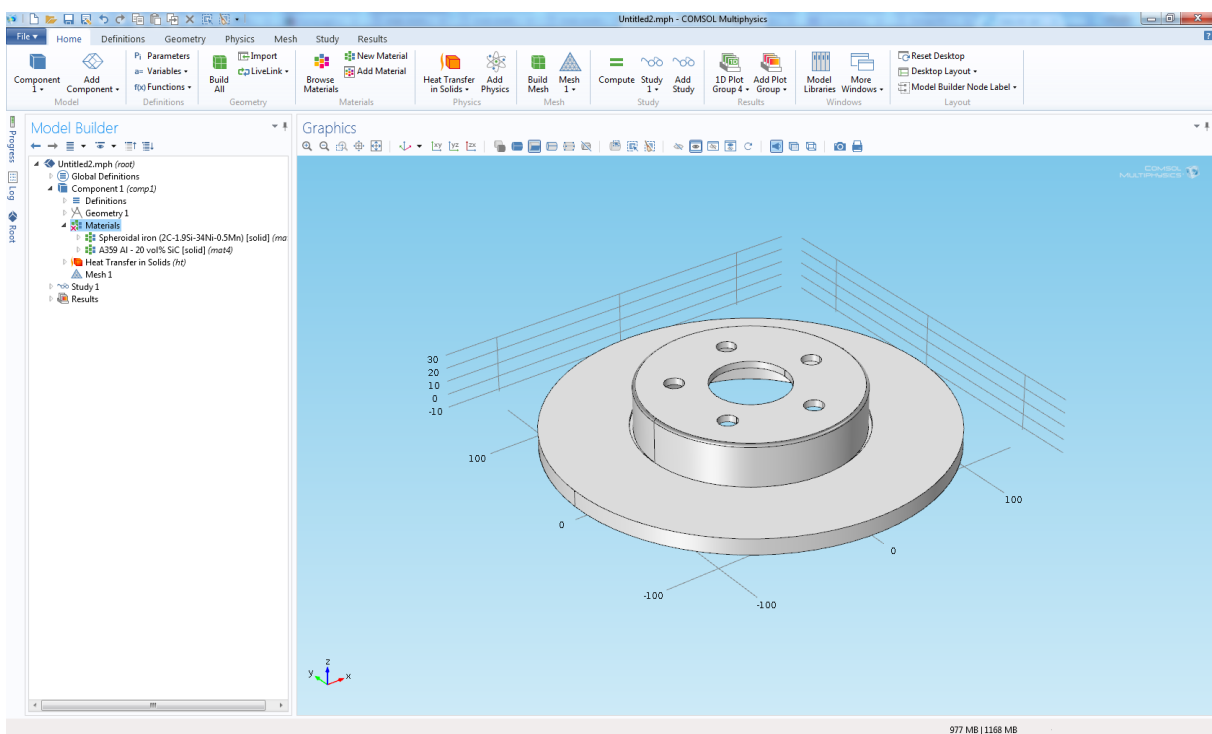 Untitled2.mph - COMSOL Multiphysics
File Home Definitions Geometry Physics Mesh Study Results
Component 1
Add Component
Model
Pi Parameters
a= Variables
f(x) Functions
Definitions
Build All
Import
LiveLink
Geometry
Browse Materials
New Material
Add Material
Materials
Heat Transfer in Solids
Add Physics
Physics
Build Mesh
Mesh 1
Mesh
Compute
Study 1
Add Study
Study
1D Plot Group 4
Add Plot Group
Results
Model Libraries
More Windows
Windows
Reset Desktop
Desktop Layout
Model Builder Node Label
Layout
Progress
Log
Root
Model Builder
Untitled2.mph (root)
Global Definitions
Component 1 (comp1)
Definitions
Geometry 1
Materials
Spheroidal iron (2C-1.9Si-34Ni-0.5Mn) [solid] (ma
A359 Al - 20 vol% SiC [solid] (mat4)
Heat Transfer in Solids (ht)
Mesh 1
Study 1
Results
Graphics
xy yz zx
COMSOL
MULTIPHYSICS
30
20
10
0
-10
100
0
-100
100
0
-100
z
y
x
977 MB | 1168 MB